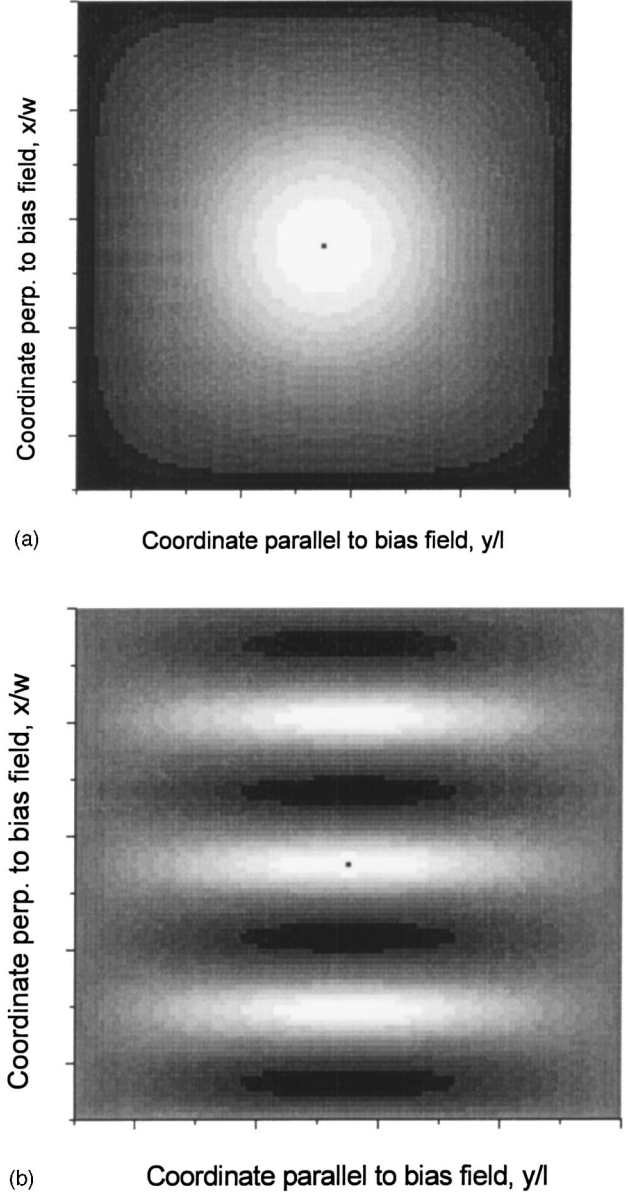 Coordinate perp. to bias field, x/w
(a)
Coordinate parallel to bias field, y/l
Coordinate perp. to bias field, x/w
(b)
Coordinate parallel to bias field, y/l